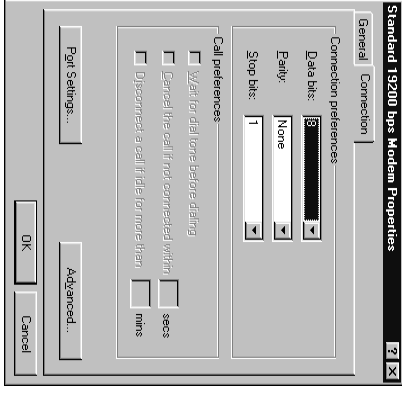 Standard 19200 bps Modem Properties
General Connection
Connection preferences
Data bits: 8
Parity: None
Stop bits: 1
Call preferences
Wait for dial tone before dialing
Cancel the call if not connected within secs
Disconnect a call if idle for more than mins
Port Settings... Advanced...
OK Cancel